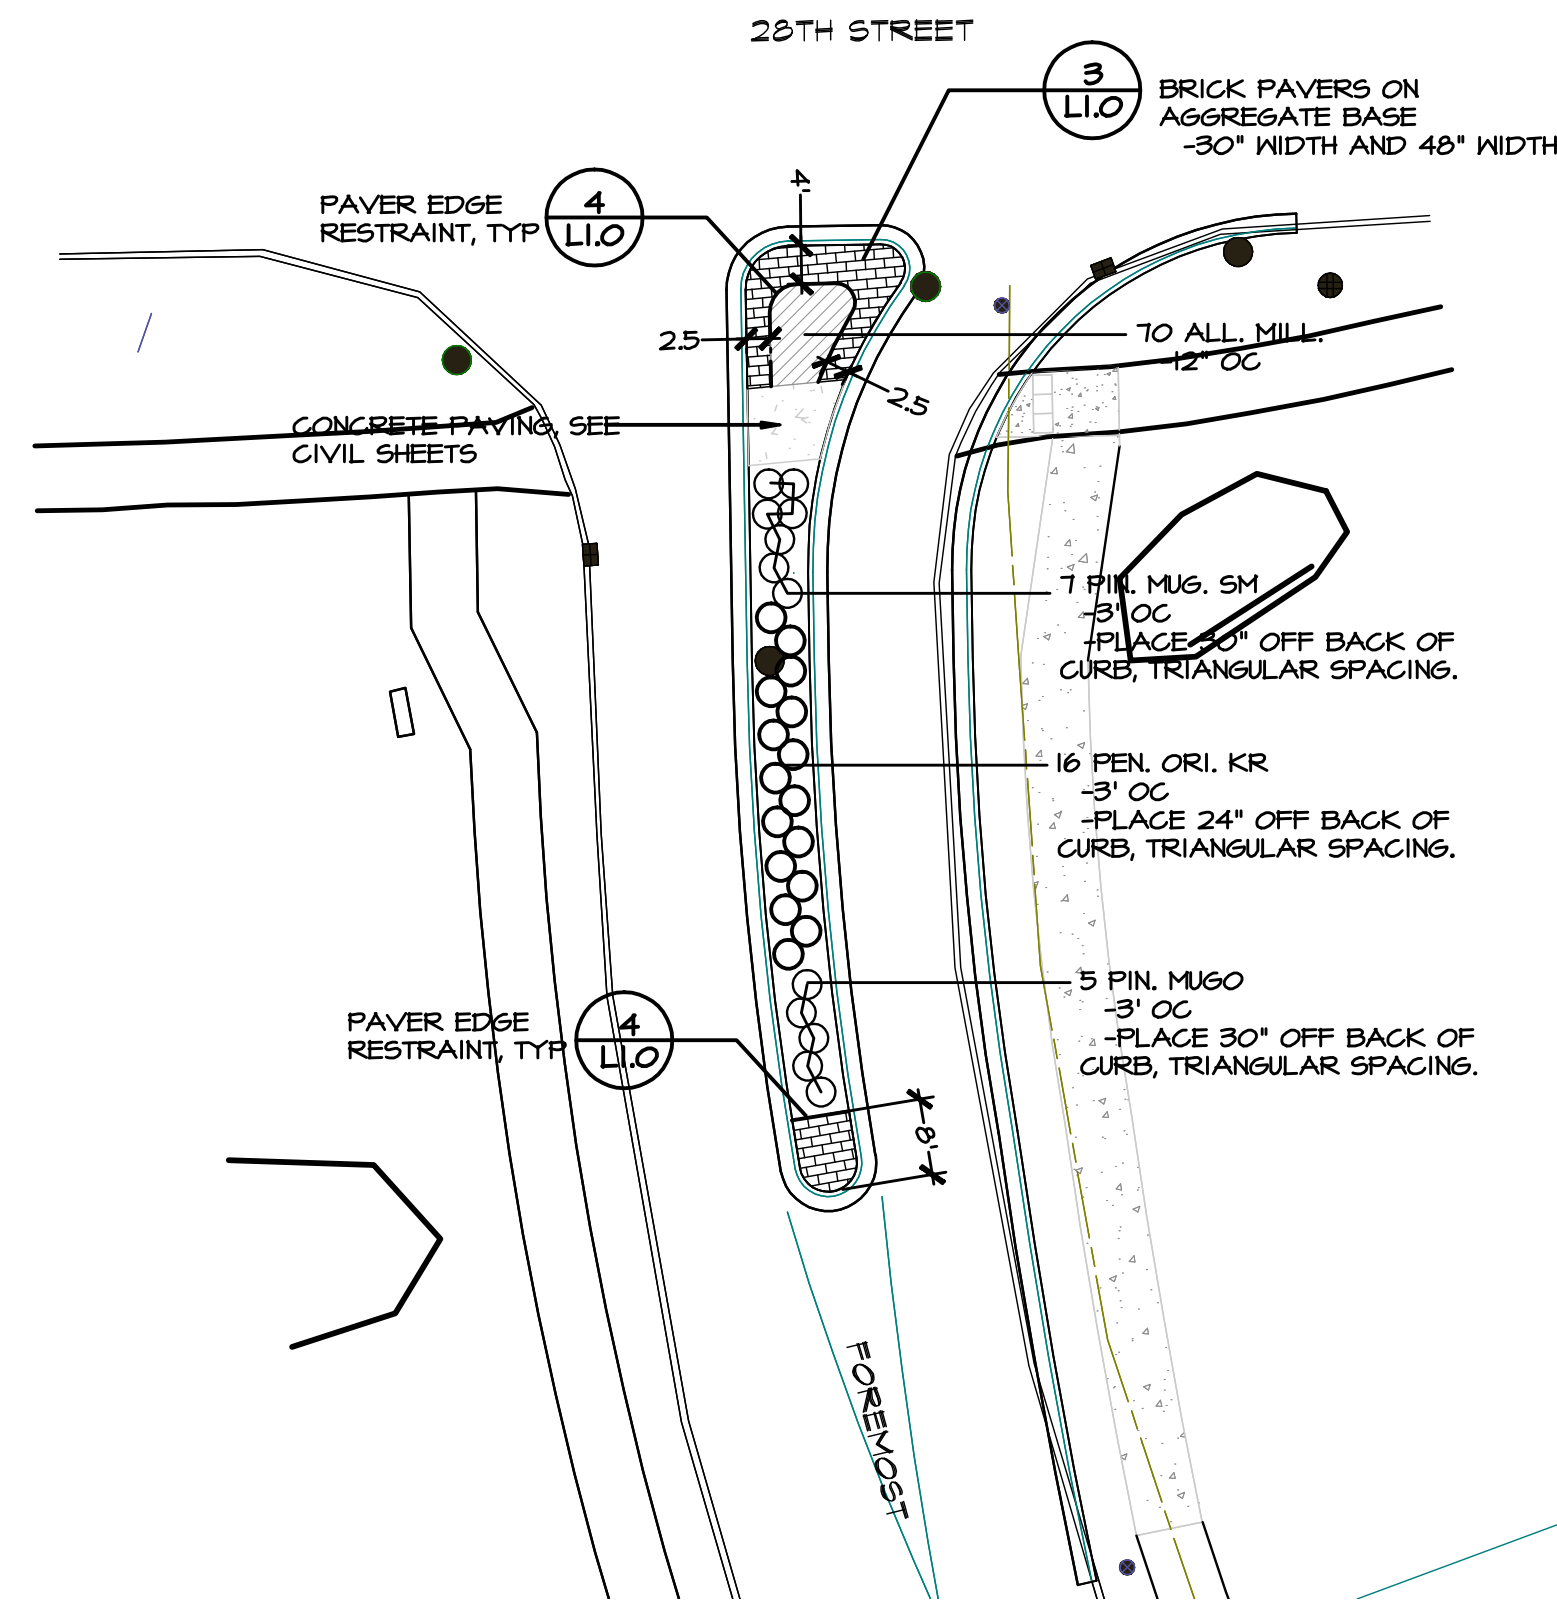 28TH STREET
3
L1.0
BRICK PAVERS ON
AGGREGATE BASE
-30" WIDTH AND 48" WIDTH
4'
PAVER EDGE
RESTRAINT, TYP
4
L1.0
2.5
70 ALL. MILL.
-12" OC
2.5
CONCRETE PAVING, SEE
CIVIL SHEETS
7 PIN. MUG. SM
-3' OC
-PLACE 30" OFF BACK OF
CURB, TRIANGULAR SPACING.
16 PEN. ORI. KR
-3' OC
-PLACE 24" OFF BACK OF
CURB, TRIANGULAR SPACING.
5 PIN. MUGO
-3' OC
-PLACE 30" OFF BACK OF
CURB, TRIANGULAR SPACING.
PAVER EDGE
RESTRAINT, TYP
4
L1.0
8'
FOREMOST